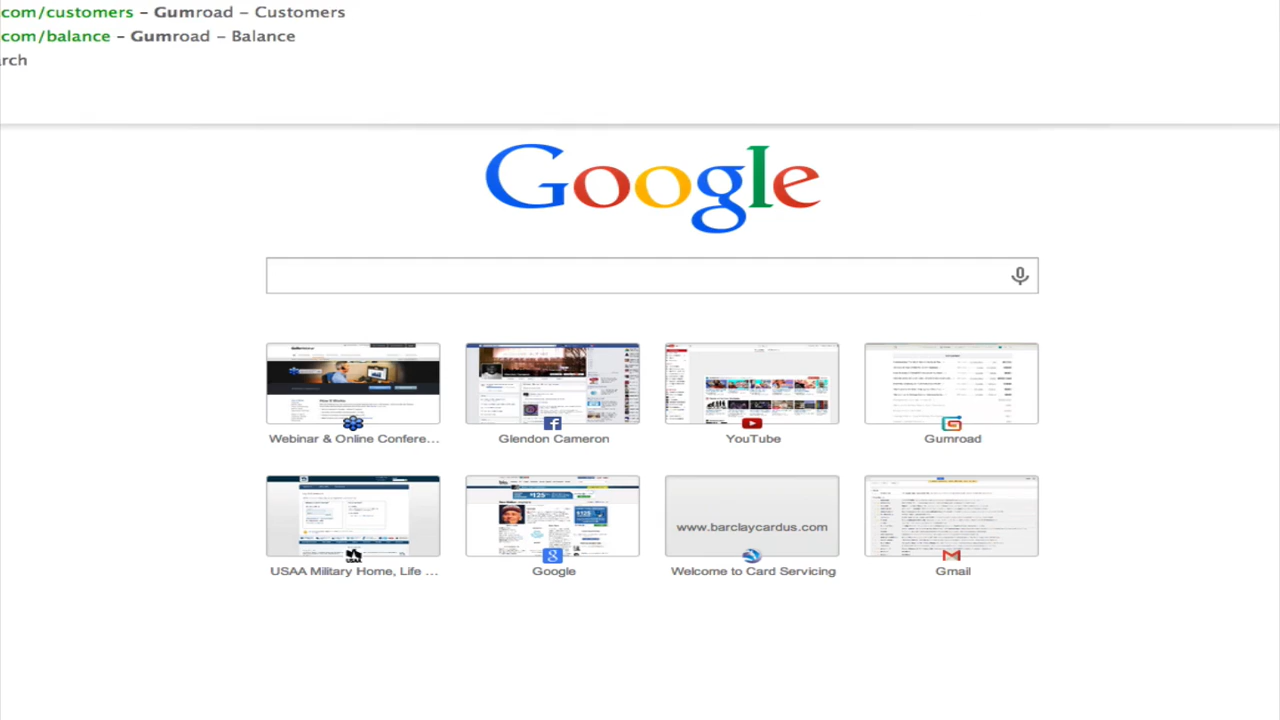 com/customers – Gumroad – Customers
com/balance – Gumroad – Balance
rch
Google
Webinar & Online Confere...
Glendon Cameron
YouTube
Gumroad
www.barclaycardus.com
USAA Military Home, Life ...
Google
Welcome to Card Servicing
Gmail